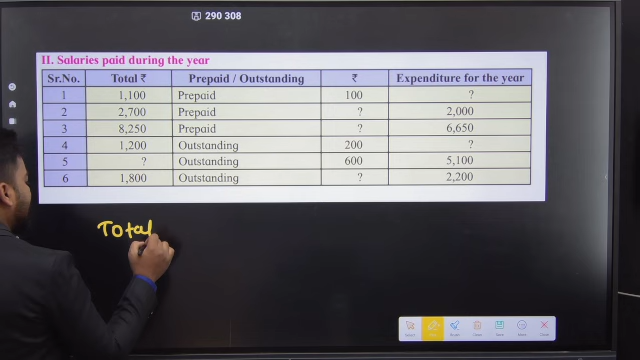 290 308
II. Salaries paid during the year
Sr.No. Total ₹ Prepaid / Outstanding ₹ Expenditure for the year
1 1,100 Prepaid 100 ?
2 2,700 Prepaid ? 2,000
3 8,250 Prepaid ? 6,650
4 1,200 Outstanding 200 ?
5 ? Outstanding 600 5,100
6 1,800 Outstanding ? 2,200
Total